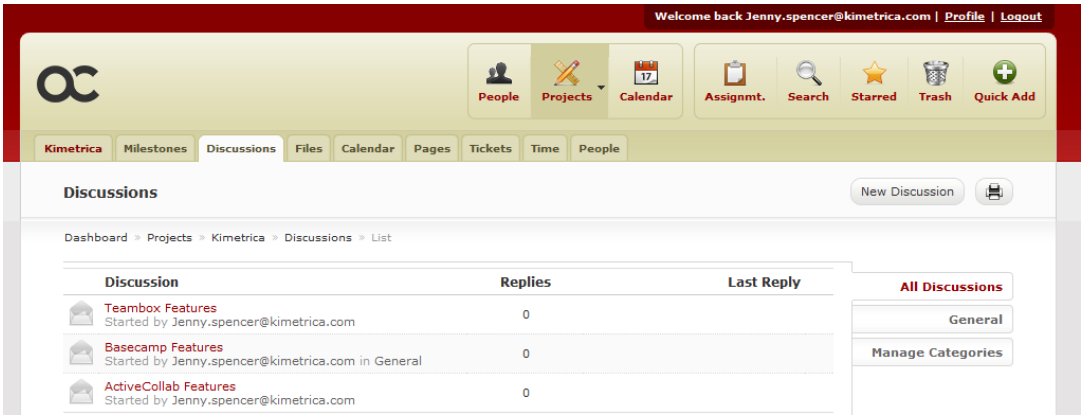 Welcome back Jenny.spencer@kimetrica.com | Profile | Logout
People Projects Calendar Assignmt. Search Starred Trash Quick Add
17
Kimetrica Milestones Discussions Files Calendar Pages Tickets Time People
Discussions
New Discussion
Dashboard » Projects » Kimetrica » Discussions » List
Discussion Replies Last Reply
Teambox Features
Started by Jenny.spencer@kimetrica.com
0
Basecamp Features
Started by Jenny.spencer@kimetrica.com in General
0
ActiveCollab Features
Started by Jenny.spencer@kimetrica.com
0
All Discussions
General
Manage Categories